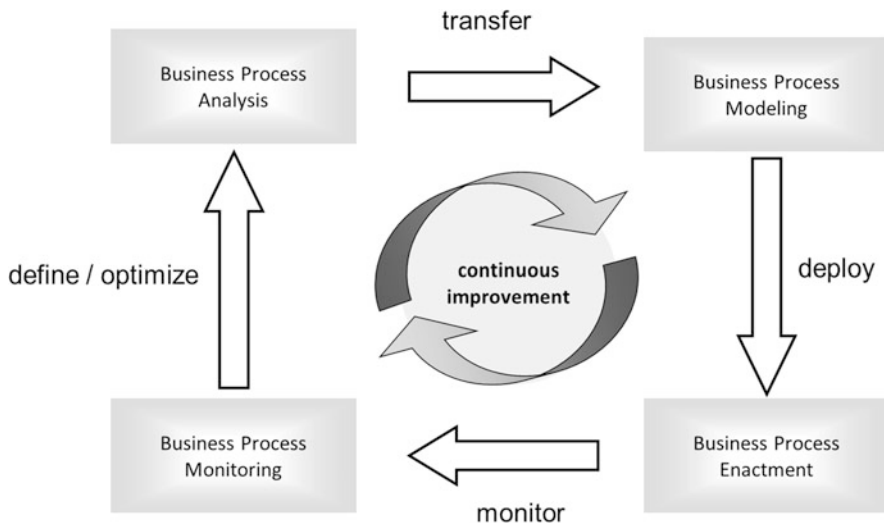 transfer
Business Process
Analysis
Business Process
Modeling
define / optimize
continuous
improvement
deploy
Business Process
Monitoring
Business Process
Enactment
monitor